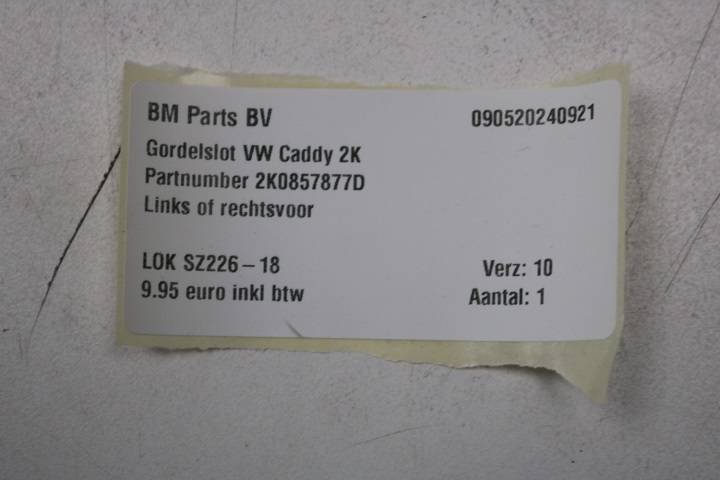 BM Parts BV 090520240921
Gordelslot VW Caddy 2K
Partnumber 2K0857877D
Links of rechtsvoor
LOK SZ226-18 Verz: 10
9.95 euro inkl btw Aantal: 1